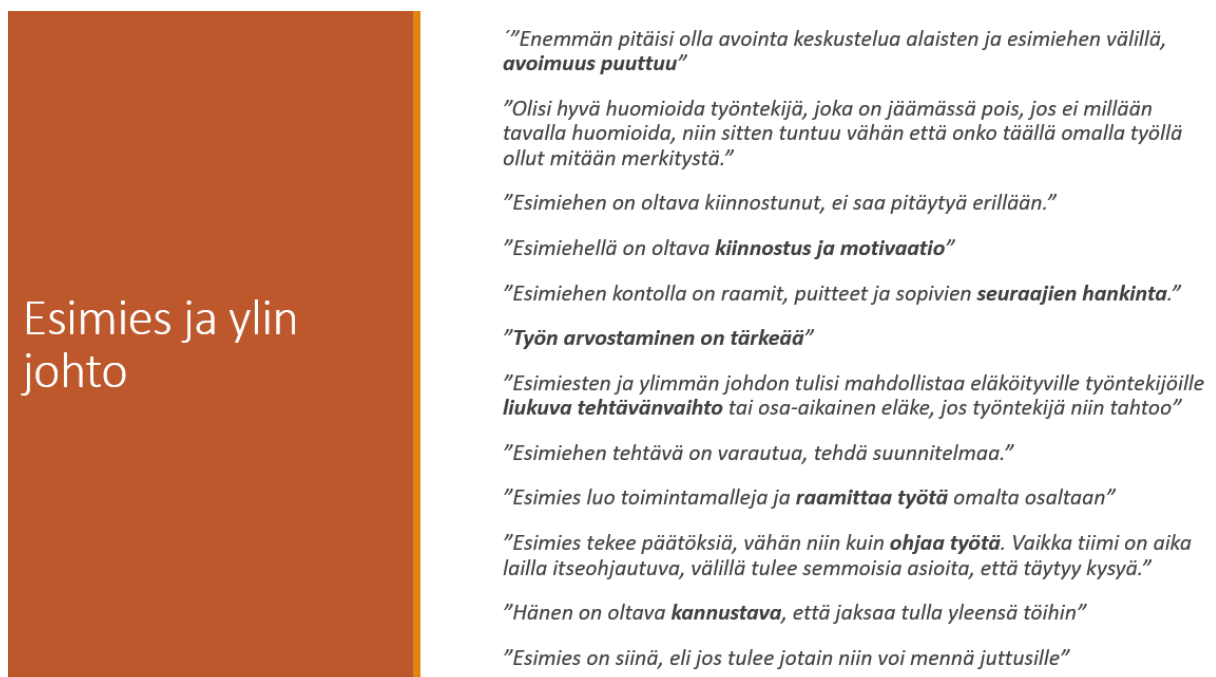 Esimies ja ylin
johto
´”Enemmän pitäisi olla avointa keskustelua alaisten ja esimiehen välillä,
avoimuus puuttuu”
”Olisi hyvä huomioida työntekijä, joka on jäämässä pois, jos ei millään
tavalla huomioida, niin sitten tuntuu vähän että onko täällä omalla työllä
ollut mitään merkitystä.”
”Esimiehen on oltava kiinnostunut, ei saa pitäytyä erillään.”
”Esimiehellä on oltava kiinnostus ja motivaatio”
”Esimiehen kontolla on raamit, puitteet ja sopivien seuraajien hankinta.”
”Työn arvostaminen on tärkeää”
”Esimiesten ja ylimmän johdon tulisi mahdollistaa eläköityville työntekijöille
liukuva tehtävänvaihto tai osa-aikainen eläke, jos työntekijä niin tahtoo”
”Esimiehen tehtävä on varautua, tehdä suunnitelmaa.”
”Esimies luo toimintamalleja ja raamittaa työtä omalta osaltaan”
”Esimies tekee päätöksiä, vähän niin kuin ohjaa työtä. Vaikka tiimi on aika
lailla itseohjautuva, välillä tulee semmoisia asioita, että täytyy kysyä.”
”Hänen on oltava kannustava, että jaksaa tulla yleensä töihin”
”Esimies on siinä, eli jos tulee jotain niin voi mennä juttusille”